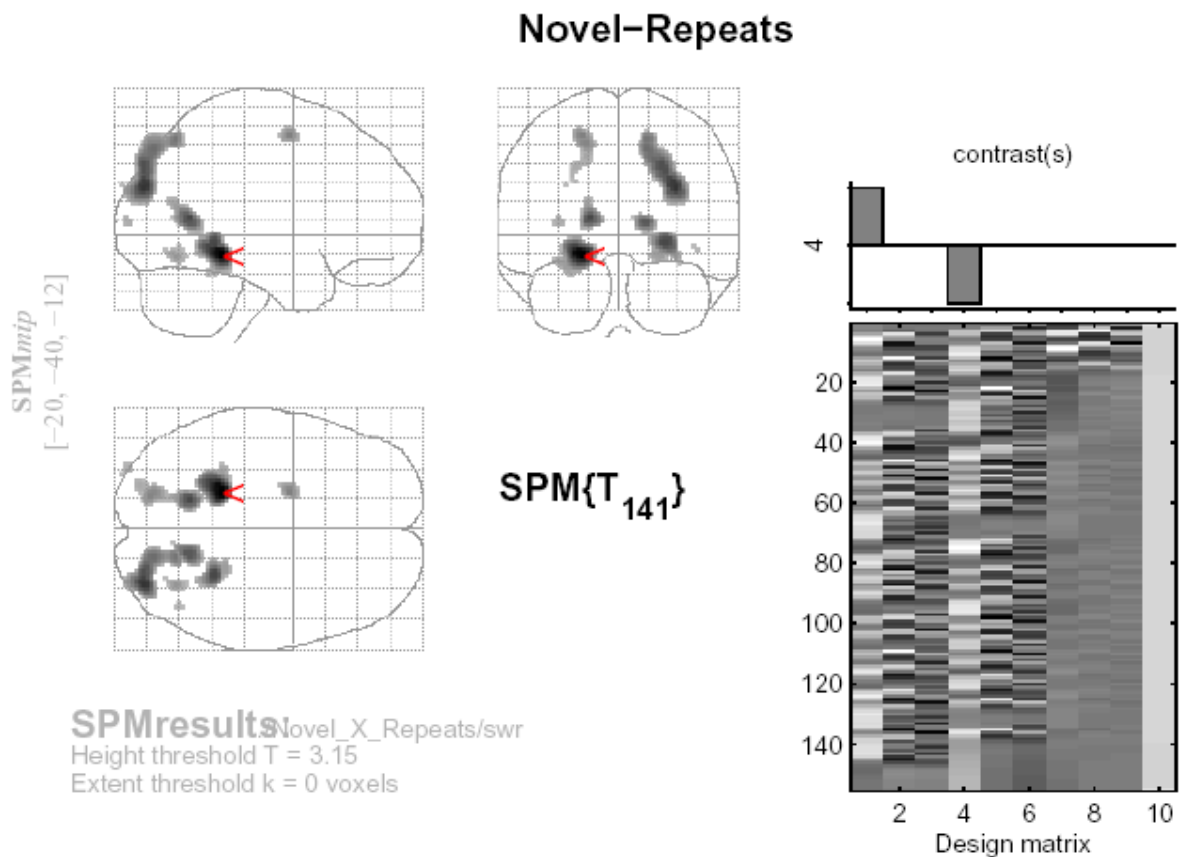 Novel−Repeats
SPMmip
[−20, −40, −12]
SPM{T141}
SPMresults: ./Novel_X_Repeats/swr
Height threshold T = 3.15
Extent threshold k = 0 voxels
contrast(s)
4
20
40
60
80
100
120
140
2 4 6 8 10
Design matrix